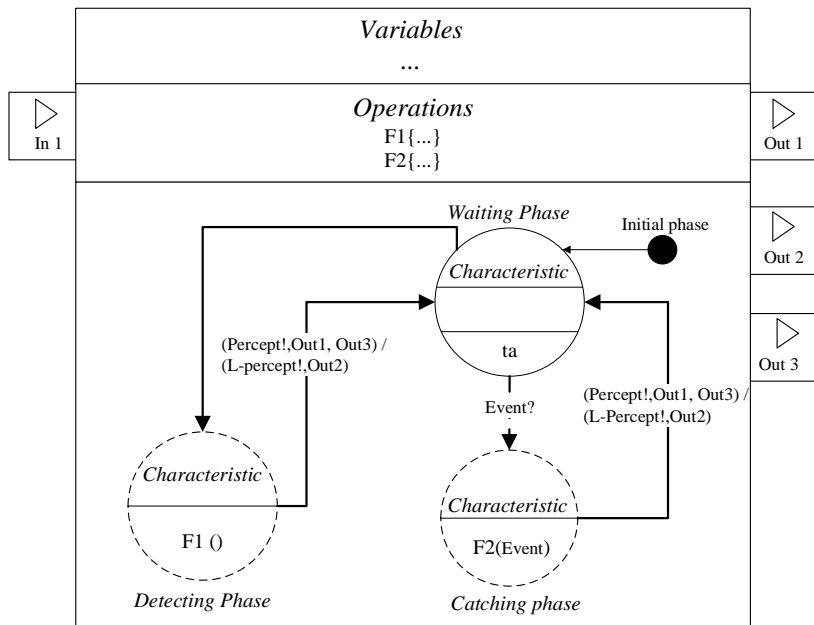 Variables
...
Operations
F1{...}
F2{...}
In 1
Out 1
Out 2
Out 3
Waiting Phase
Initial phase
Characteristic
ta
(Percept!,Out1, Out3) /
(L-percept!,Out2)
Event?
(Percept!,Out1, Out3) /
(L-Percept!,Out2)
Characteristic
F1 ()
Detecting Phase
Characteristic
F2(Event)
Catching phase